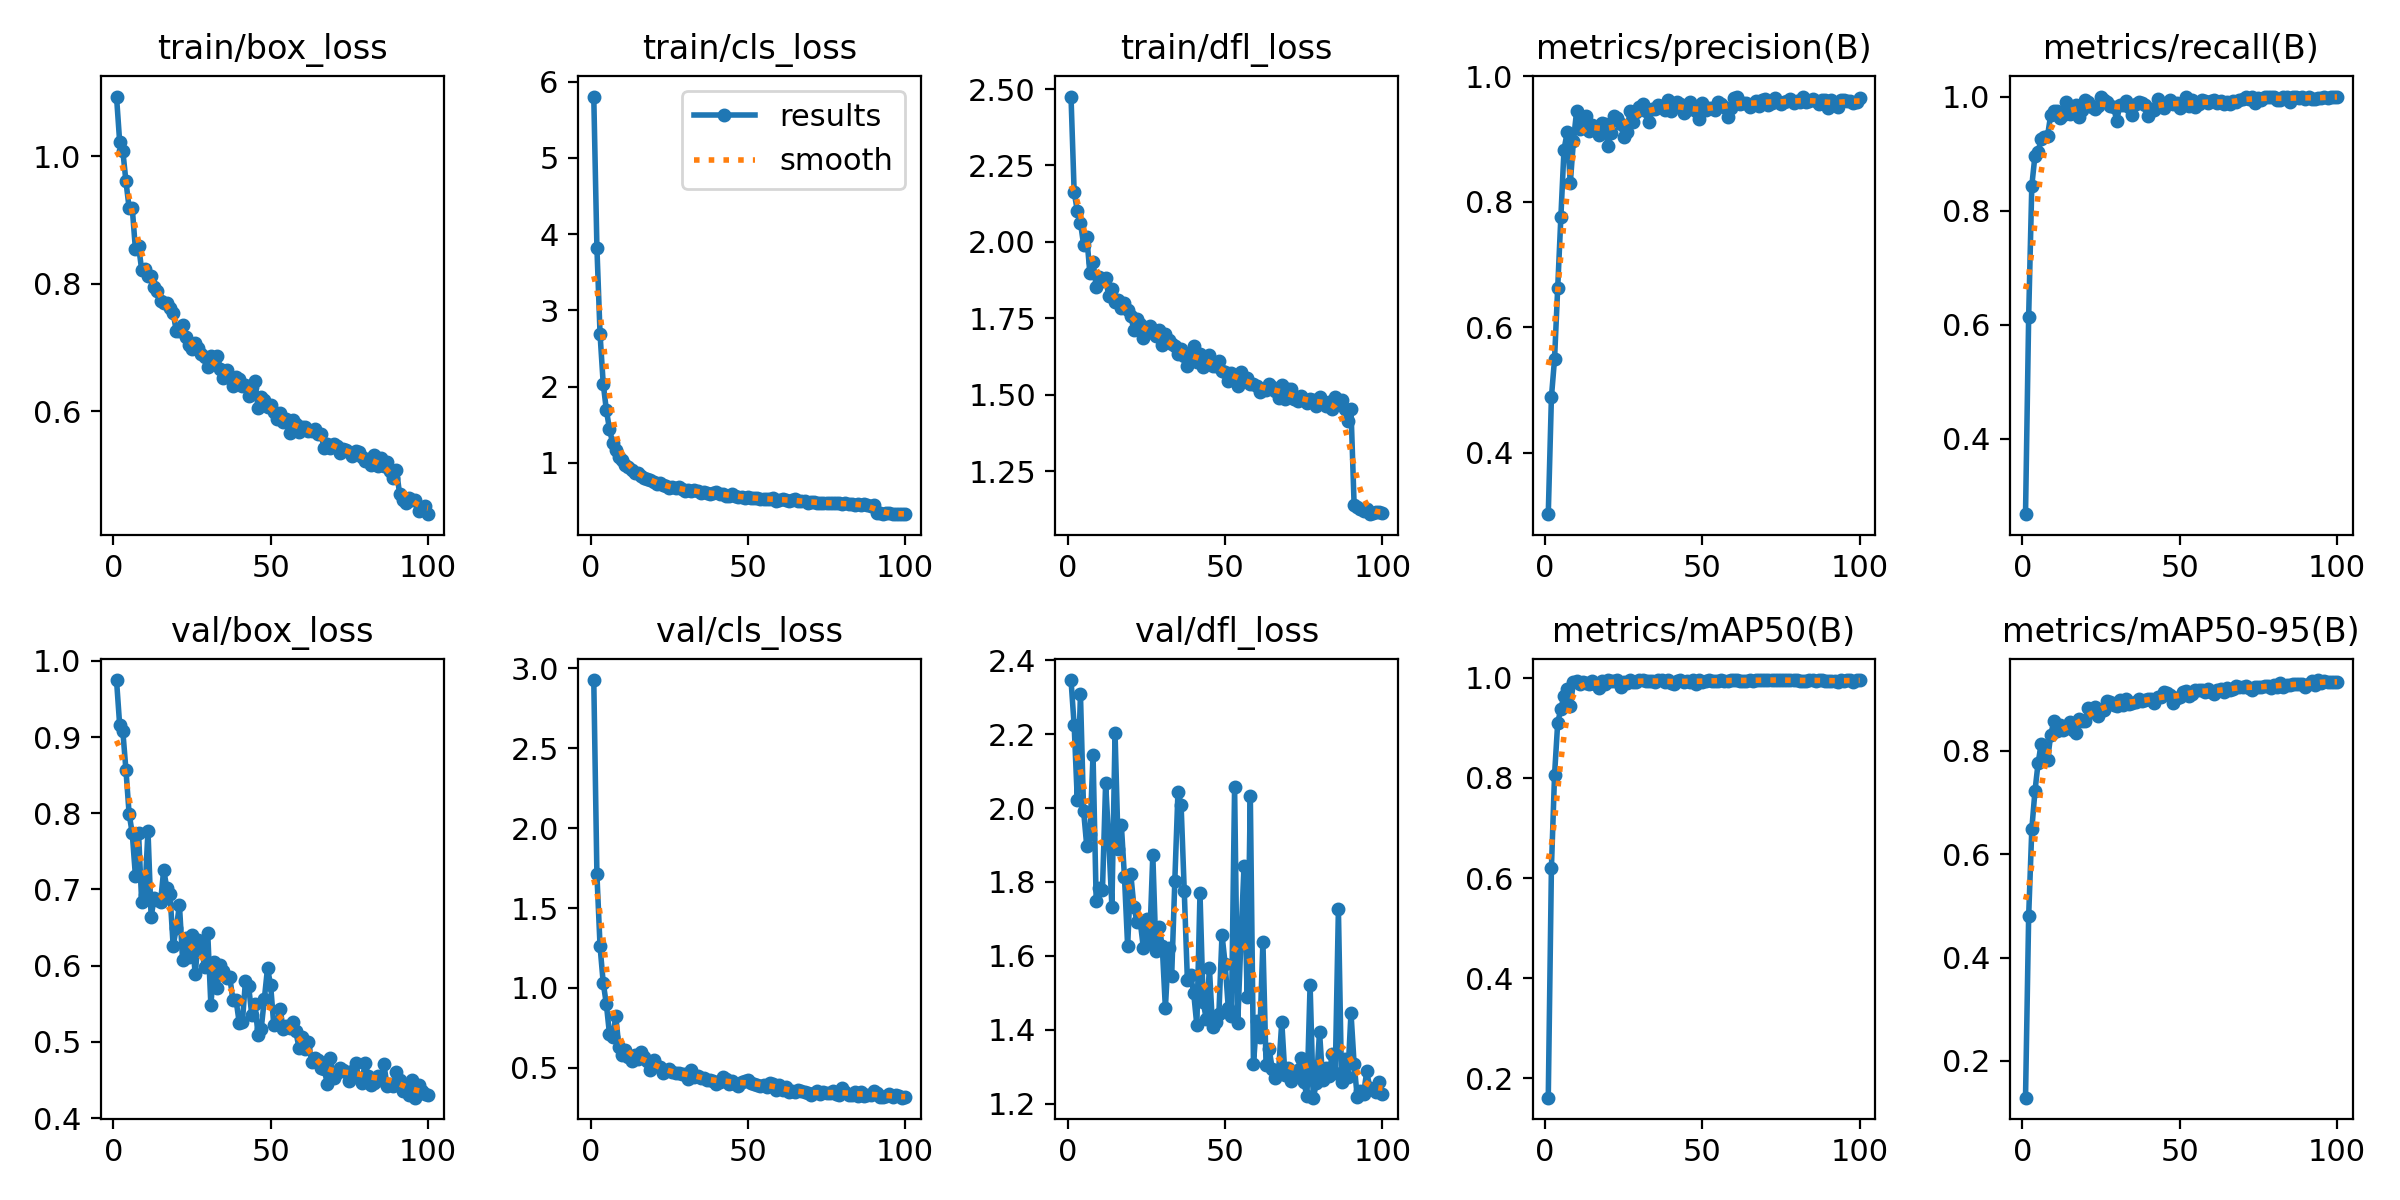 train/box_loss
1.0
0.8
0.6
0 50 100
train/cls_loss
6
5
4
3
2
1
results
smooth
0 50 100
train/dfl_loss
2.50
2.25
2.00
1.75
1.50
1.25
0 50 100
metrics/precision(B)
1.0
0.8
0.6
0.4
0 50 100
metrics/recall(B)
1.0
0.8
0.6
0.4
0 50 100
val/box_loss
1.0
0.9
0.8
0.7
0.6
0.5
0.4
0 50 100
val/cls_loss
3.0
2.5
2.0
1.5
1.0
0.5
0 50 100
val/dfl_loss
2.4
2.2
2.0
1.8
1.6
1.4
1.2
0 50 100
metrics/mAP50(B)
1.0
0.8
0.6
0.4
0.2
0 50 100
metrics/mAP50-95(B)
0.8
0.6
0.4
0.2
0 50 100